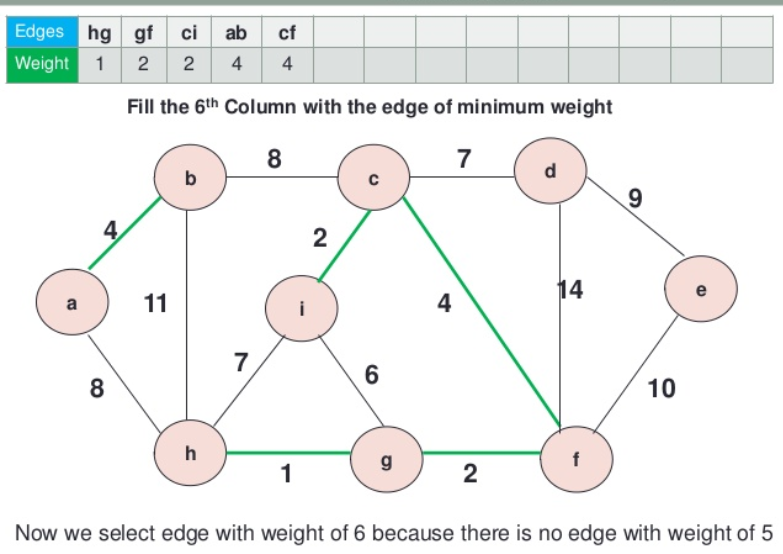 Edges hg gf ci ab cf
Weight 1 2 2 4 4
Fill the 6th Column with the edge of minimum weight
8 7
b c d
9
4 2
a 11 i 4 14 e
7 6
8 10
h g f
1 2
Now we select edge with weight of 6 because there is no edge with weight of 5